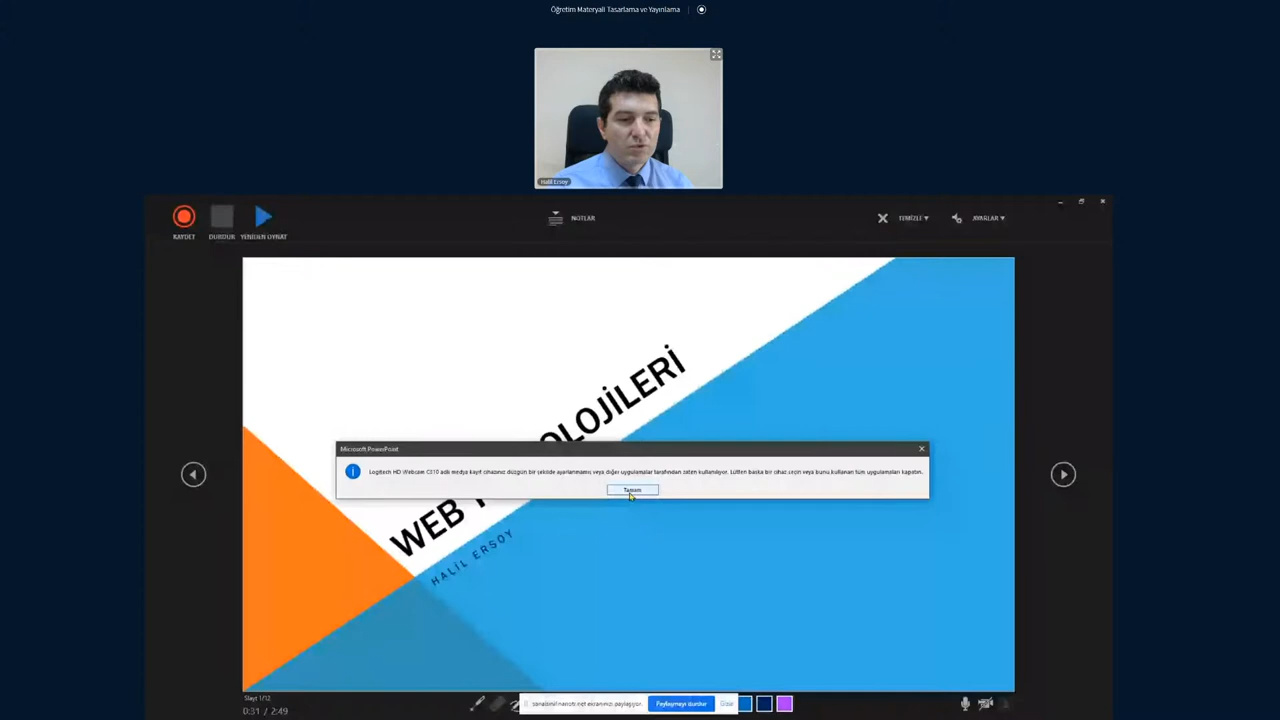 Öğretim Materyali Tasarlama ve Yayınlama
Halil Ersoy
KAYDET
DURDUR
YENİDEN OYNAT
NOTLAR
TEMİZLE
AYARLAR
WEB OLOJİLERİ
HALİL ERSOY
Microsoft PowerPoint
Logitech HD Webcam C310 adlı medya kayıt cihazınız düzgün bir şekilde ayarlanmamış veya diğer uygulamalar tarafından zaten kullanılıyor. Lütfen başka bir cihaz seçin veya bunu kullanan tüm uygulamaları kapatın.
Tamam
Slayt 1/12
0:31 / 2:49
ekranınızı paylaşıyor.
Paylaşmayı durdur
Gizle